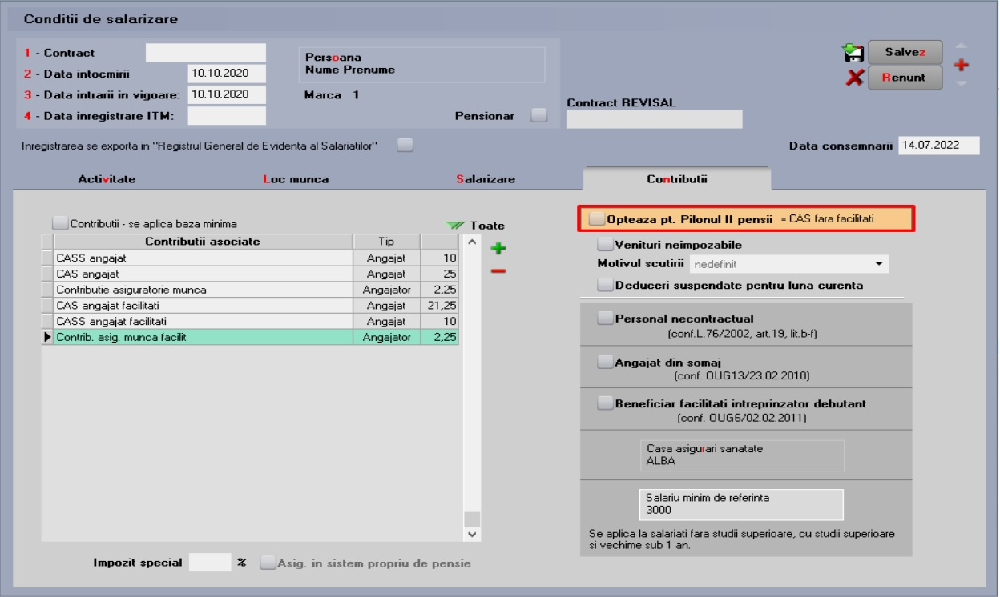 Conditii de salarizare
1 - Contract
2 - Data intocmirii 10.10.2020
3 - Data intrarii in vigoare: 10.10.2020
4 - Data inregistrare ITM:
Persoana
Nume Prenume
Marca 1
Pensionar
Salvez
Renunt
Contract REVISAL
Inregistrarea se exporta in "Registrul General de Evidenta al Salariatilor"
Data consemnarii 14.07.2022
Activitate Loc munca Salarizare Contributii
Contributii - se aplica baza minima
Toate
Contributii asociate Tip
CASS angajat Angajat 10
CAS angajat Angajat 25
Contributie asiguratorie munca Angajator 2,25
CAS angajat facilitati Angajat 21,25
CASS angajat facilitati Angajat 10
Contrib. asig. munca facilit Angajator 2,25
Impozit special %
Asig. in sistem propriu de pensie
Opteaza pt. Pilonul II pensii = CAS fara facilitati
Venituri neimpozabile
Motivul scutirii nedefinit
Deduceri suspendate pentru luna curenta
Personal necontractual
(conf.L.76/2002, art.19, lit.b-f)
Angajat din somaj
(conf. OUG13/23.02.2010)
Beneficiar facilitati intreprinzator debutant
(conf. OUG6/02.02.2011)
Casa asigurari sanatate
ALBA
Salariu minim de referinta
3000
Se aplica la salariati fara studii superioare, cu studii superioare
si vechime sub 1 an.